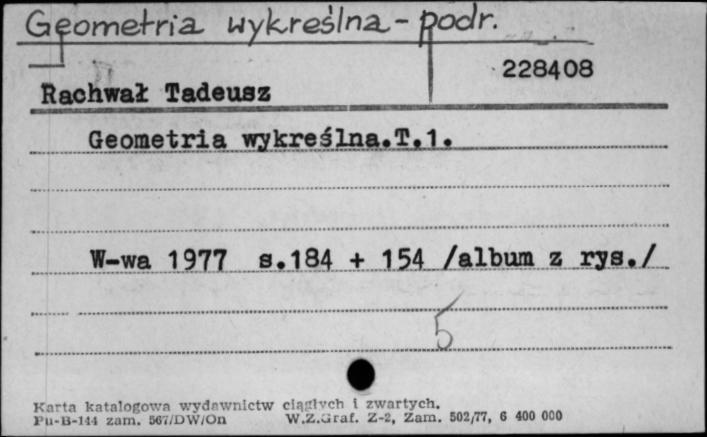 Geometria wykreślna - podr.
228408
Rachwał Tadeusz
Geometria wykreślna.T.1.
W-wa 1977 s.184 + 154 /album z rys./
5
Karta katalogowa wydawnictw ciągłych i zwartych.
Pu-B-144 zam. 567/DW/On W.Z.Graf. Z-2, Zam. 502/77, 6 400 000